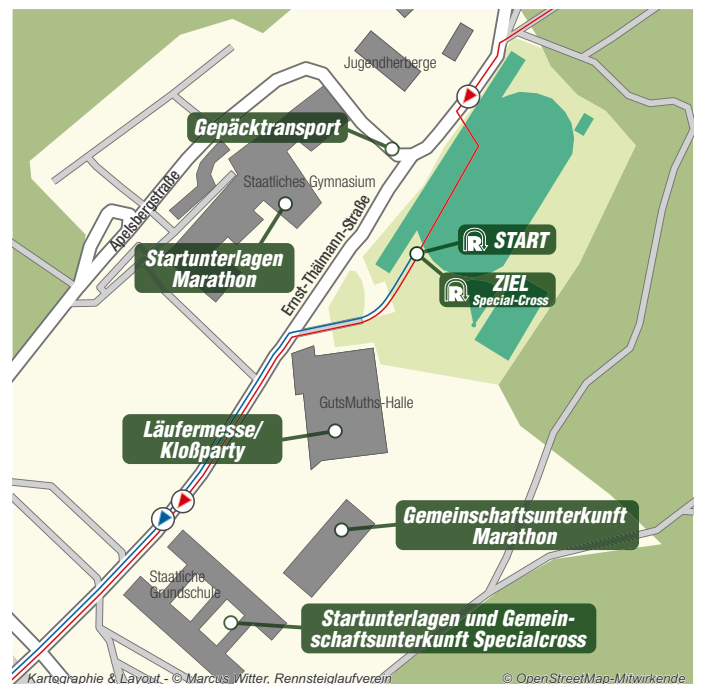 Jugendherberge
Gepäcktransport
Staatliches Gymnasium
Apelsbergstraße
Ernst-Thälmann-Straße
Startunterlagen
Marathon
R START
R ZIEL
Special-Cross
GutsMuths-Halle
Läufermesse/
Kloßparty
Gemeinschaftsunterkunft
Marathon
Staatliche
Grundschule
Startunterlagen und Gemein-
schaftsunterkunft Specialcross
Kartographie & Layout - © Marcus Witter, Rennsteiglaufverein
© OpenStreetMap-Mitwirkende